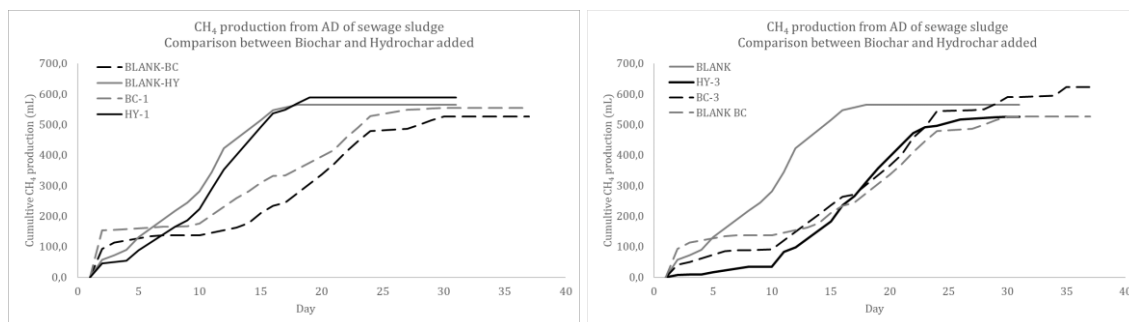 CH₄ production from AD of sewage sludge
Comparison between Biochar and Hydrochar added
700,0
600,0
500,0
400,0
300,0
200,0
100,0
0,0
Cumultive CH₄ production (mL)
BLANK-BC
BLANK-HY
BC-1
HY-1
0 5 10 15 20 25 30 35 40
Day
CH₄ production from AD of sewage sludge
Comparison between Biochar and Hydrochar added
700,0
600,0
500,0
400,0
300,0
200,0
100,0
0,0
Cumultive CH₄ production (mL)
BLANK
HY-3
BC-3
BLANK BC
0 5 10 15 20 25 30 35 40
Day